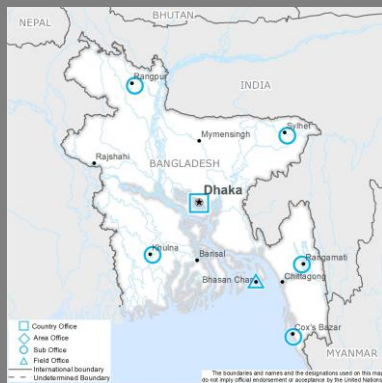 NEPAL
BHUTAN
INDIA
Rangpur
Sylhet
Mymensingh
Rajshahi
BANGLADESH
Dhaka
Khulna
Barisal
Rangamati
Bhasan Char
Chittagong
Cox's Bazar
MYANMAR
Country Office
Area Office
Sub Office
Field Office
International boundary
Undetermined Boundary
The boundaries and names and the designations used on this map
do not imply official endorsement or acceptance by the United Nations